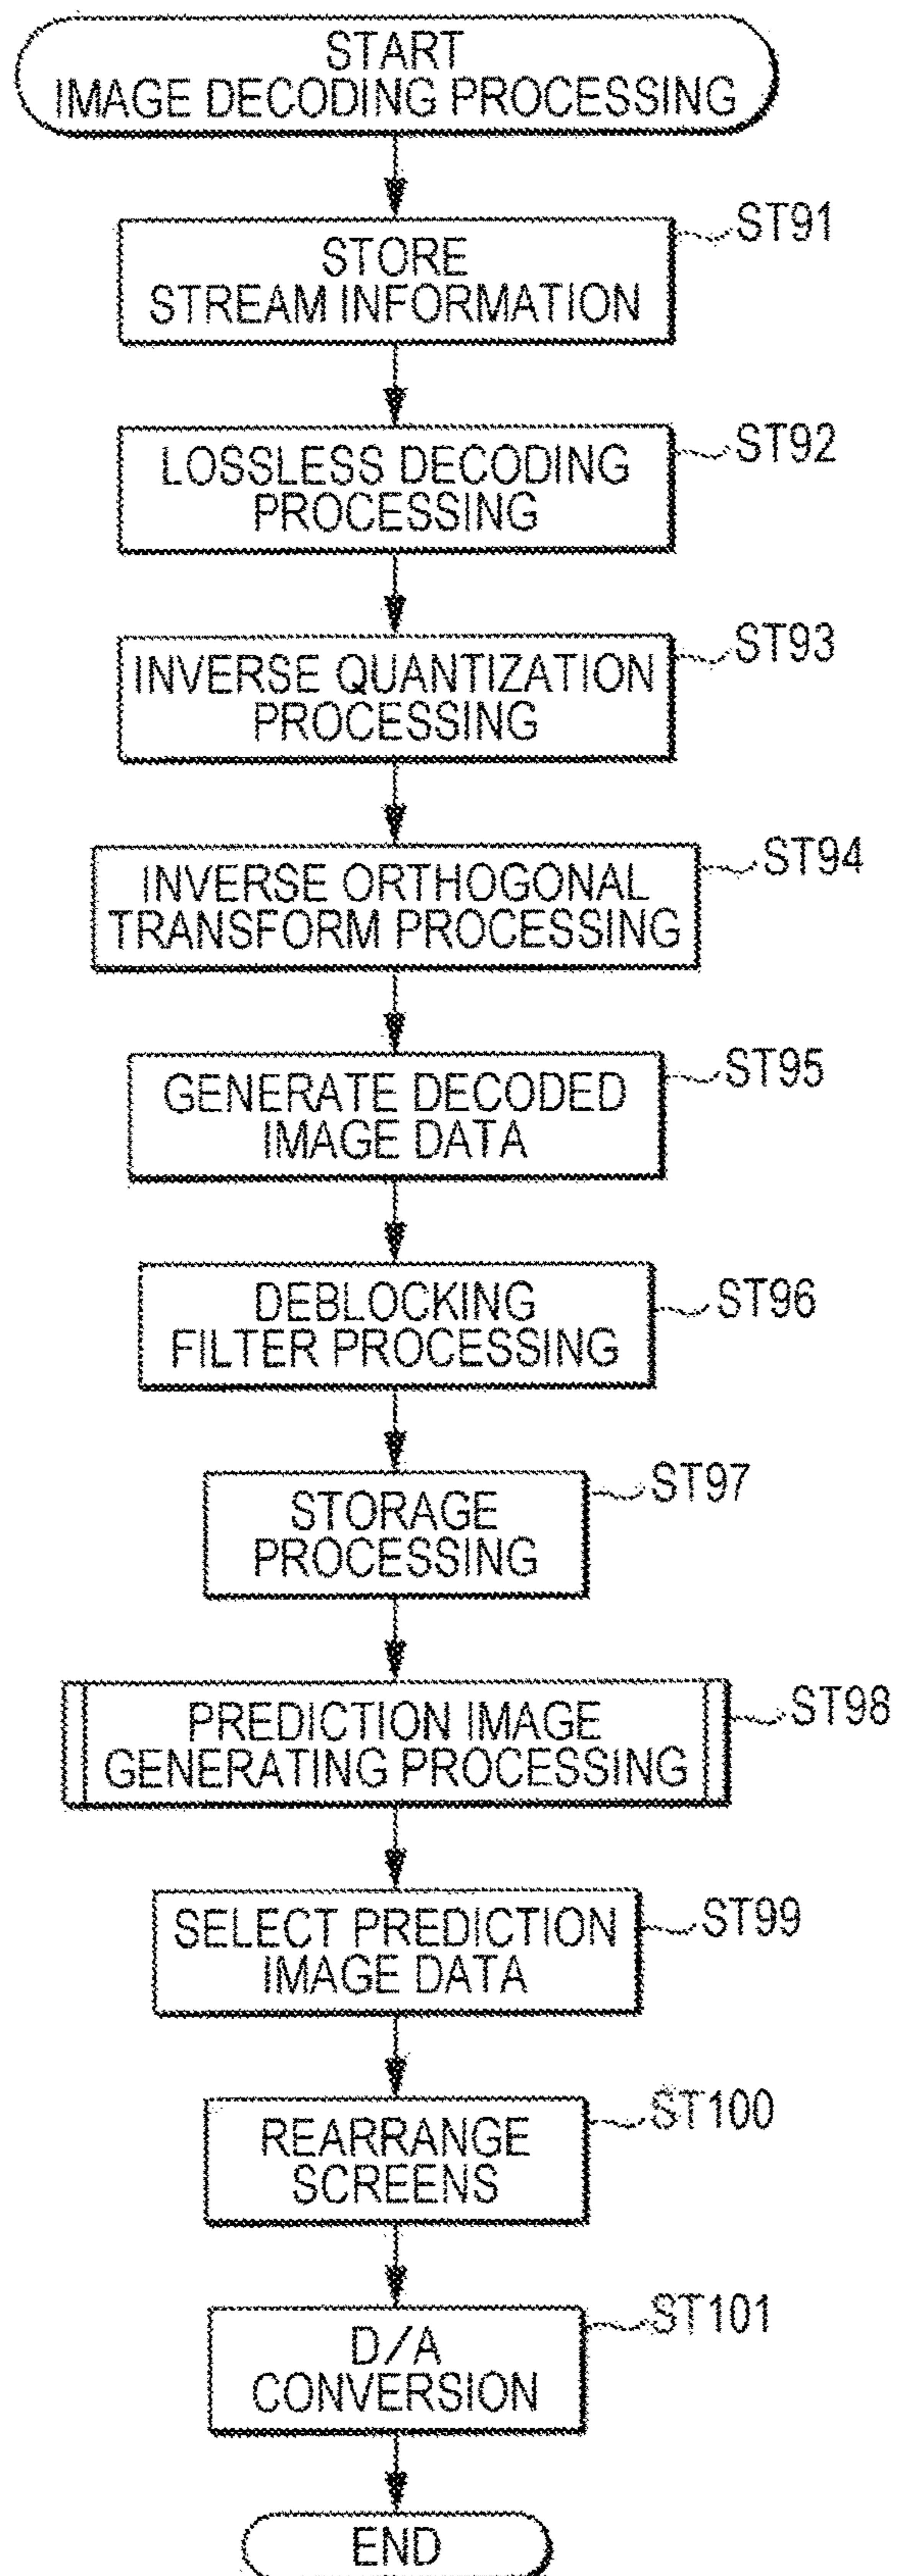 START
IMAGE DECODING PROCESSING
ST91
STORE
STREAM INFORMATION
ST92
LOSSLESS DECODING
PROCESSING
ST93
INVERSE QUANTIZATION
PROCESSING
ST94
INVERSE ORTHOGONAL
TRANSFORM PROCESSING
ST95
GENERATE DECODED
IMAGE DATA
ST96
DEBLOCKING
FILTER PROCESSING
ST97
STORAGE
PROCESSING
ST98
PREDICTION IMAGE
GENERATING PROCESSING
ST99
SELECT PREDICTION
IMAGE DATA
ST100
REARRANGE
SCREENS
ST101
D/A
CONVERSION
END